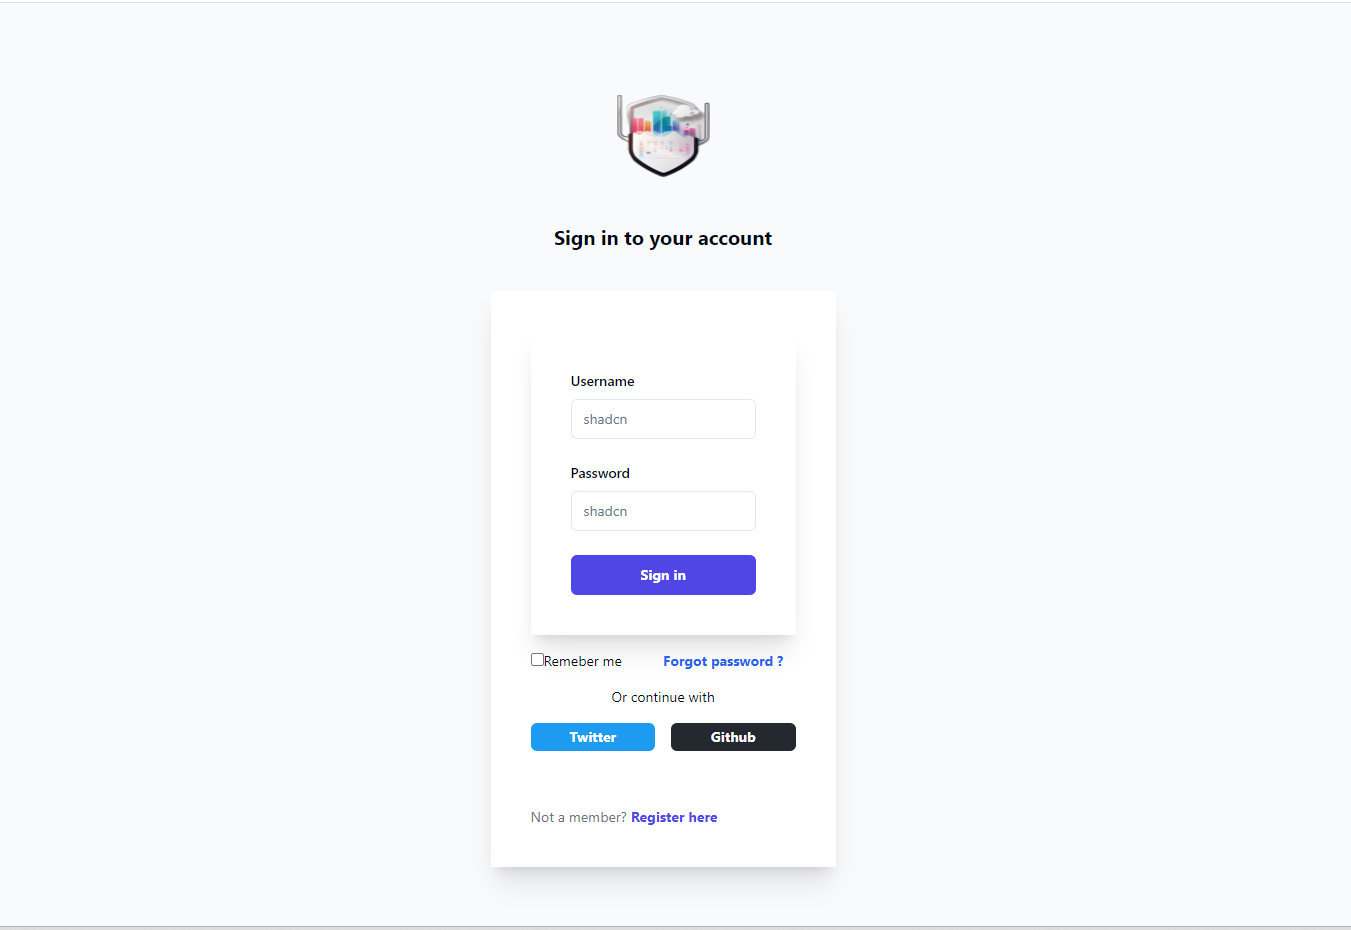 Sign in to your account
Username
shadcn
Password
shadcn
Sign in
Remeber me Forgot password ?
Or continue with
Twitter Github
Not a member? Register here